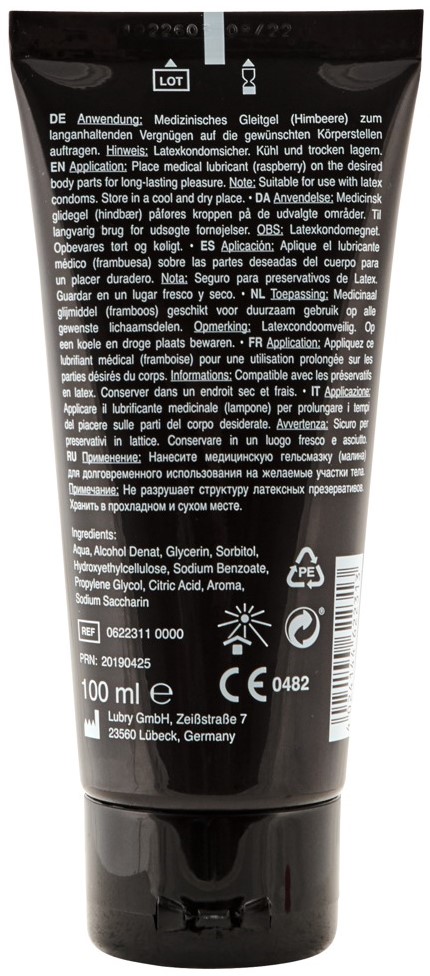 LOT
DE Anwendung: Medizinisches Gleitgel (Himbeere) zum
langanhaltenden Vergnügen auf die gewünschten Körperstellen
auftragen. Hinweis: Latexkondomsicher. Kühl und trocken lagern.
EN Application: Place medical lubricant (raspberry) on the desired
body parts for long-lasting pleasure. Note: Suitable for use with latex
condoms. Store in a cool and dry place. • DA Anvendelse: Medicinsk
glidegel (hindbær) påføres kroppen på de udvalgte områder. Til
langvarig brug for udsøgte fornøjelser. OBS: Latexkondomegnet.
Opbevares tørt og køligt. • ES Aplicación: Aplique el lubricante
médico (frambuesa) sobre las partes deseadas del cuerpo para
un placer duradero. Nota: Seguro para preservativos de Latex.
Guardar en un lugar fresco y seco. • NL Toepassing: Medicinaal
glijmiddel (framboos) geschikt voor duurzaam gebruik op alle
gewenste lichaamsdelen. Opmerking: Latexcondoomveilig. Op
een koele en droge plaats bewaren. • FR Application: Appliquez ce
lubrifiant médical (framboise) pour une utilisation prolongée sur les
parties désirés du corps. Informations: Compatible avec les préservatifs
en latex. Conserver dans un endroit sec et frais. • IT Applicazione:
Applicare il lubrificante medicinale (lampone) per prolungare i tempi
del piacere sulle parti del corpo desiderate. Avvertenza: Sicuro per
preservativi in lattice. Conservare in un luogo fresco e asciutto.
RU Применение: Нанесите медицинскую гельсмазку (малина)
для долговременного использования на желаемые участки тела.
Примечание: Не разрушает структуру латексных презервативов.
Хранить в прохладном и сухом месте.
Ingredients:
Aqua, Alcohol Denat, Glycerin, Sorbitol,
Hydroxyethylcellulose, Sodium Benzoate,
Propylene Glycol, Citric Acid, Aroma,
Sodium Saccharin
PE
REF 0622311 0000
PRN: 20190425
100 ml e
CE 0482
Lubry GmbH, Zeißstraße 7
23560 Lübeck, Germany